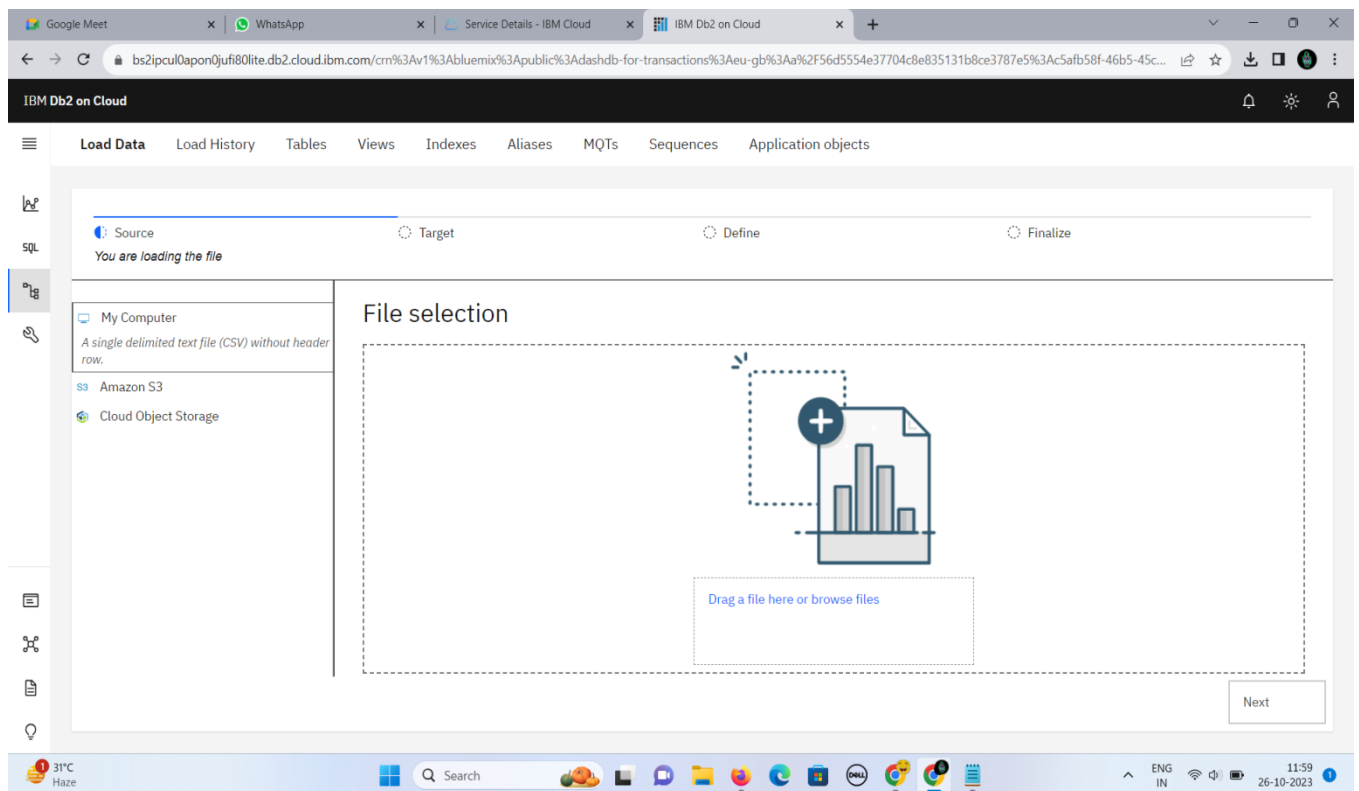 Google Meet
WhatsApp
Service Details - IBM Cloud
IBM Db2 on Cloud
bs2ipcul0apon0jufi80lite.db2.cloud.ibm.com/crn%3Av1%3Abluemix%3Apublic%3Adashdb-for-transactions%3Aeu-gb%3Aa%2F56d5554e37704c8e835131b8ce3787e5%3Ac5afb58f-46b5-45c...
IBM Db2 on Cloud
Load Data Load History Tables Views Indexes Aliases MQTs Sequences Application objects
SQL
Source Target Define Finalize
You are loading the file
My Computer
A single delimited text file (CSV) without header
row.
S3 Amazon S3
Cloud Object Storage
File selection
Drag a file here or browse files
Next
1
31°C
Haze
Search
DELL
ENG
IN
11:59
26-10-2023
1